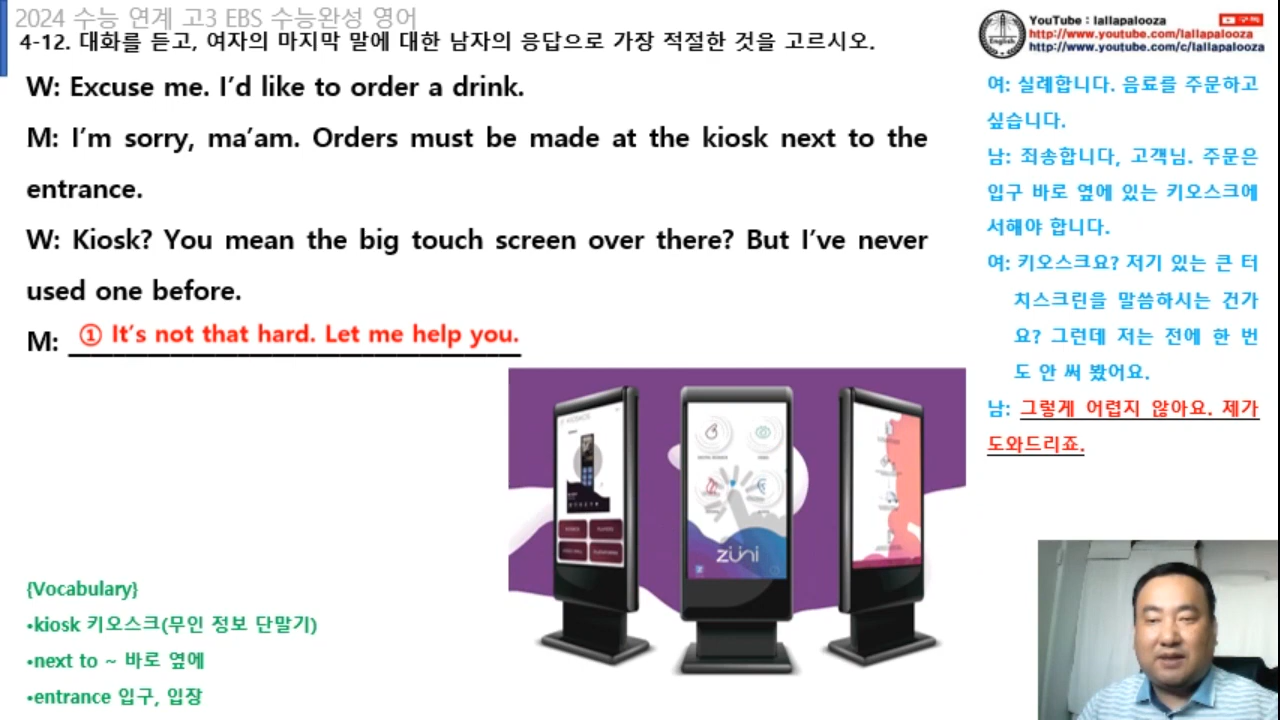 2024 수능 연계 고3 EBS 수능완성 영어
4-12. 대화를 듣고, 여자의 마지막 말에 대한 남자의 응답으로 가장 적절한 것을 고르시오.
W: Excuse me. I’d like to order a drink.
M: I’m sorry, ma’am. Orders must be made at the kiosk next to the
entrance.
W: Kiosk? You mean the big touch screen over there? But I’ve never
used one before.
M: ① It’s not that hard. Let me help you.
{Vocabulary}
•kiosk 키오스크(무인 정보 단말기)
•next to ~ 바로 옆에
•entrance 입구, 입장
züni
English
YouTube : lallapalooza
구독
http://www.youtube.com/lallapalooza
http://www.youtube.com/c/lallapalooza
여: 실례합니다. 음료를 주문하고
싶습니다.
남: 죄송합니다, 고객님. 주문은
입구 바로 옆에 있는 키오스크에
서해야 합니다.
여: 키오스크요? 저기 있는 큰 터
치스크린을 말씀하시는 건가
요? 그런데 저는 전에 한 번
도 안 써 봤어요.
남: 그렇게 어렵지 않아요. 제가
도와드리죠.